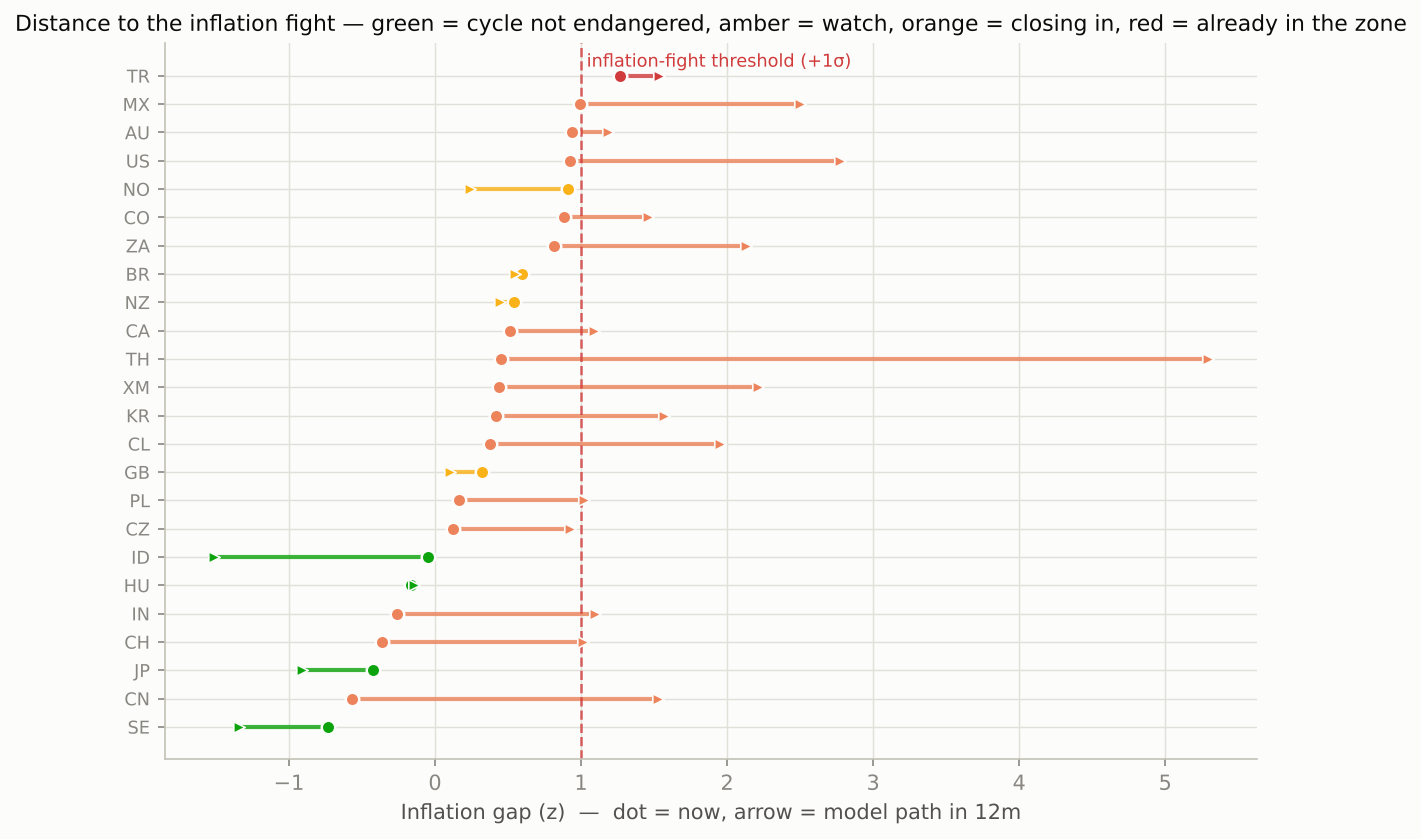 Distance to the inflation fight — green = cycle not endangered, amber = watch, orange = closing in, red = already in the zone
inflation-fight threshold (+1σ)
TR
MX
AU
US
NO
CO
ZA
BR
NZ
CA
TH
XM
KR
CL
GB
PL
CZ
ID
HU
IN
CH
JP
CN
SE
−1 0 1 2 3 4 5
Inflation gap (z) — dot = now, arrow = model path in 12m